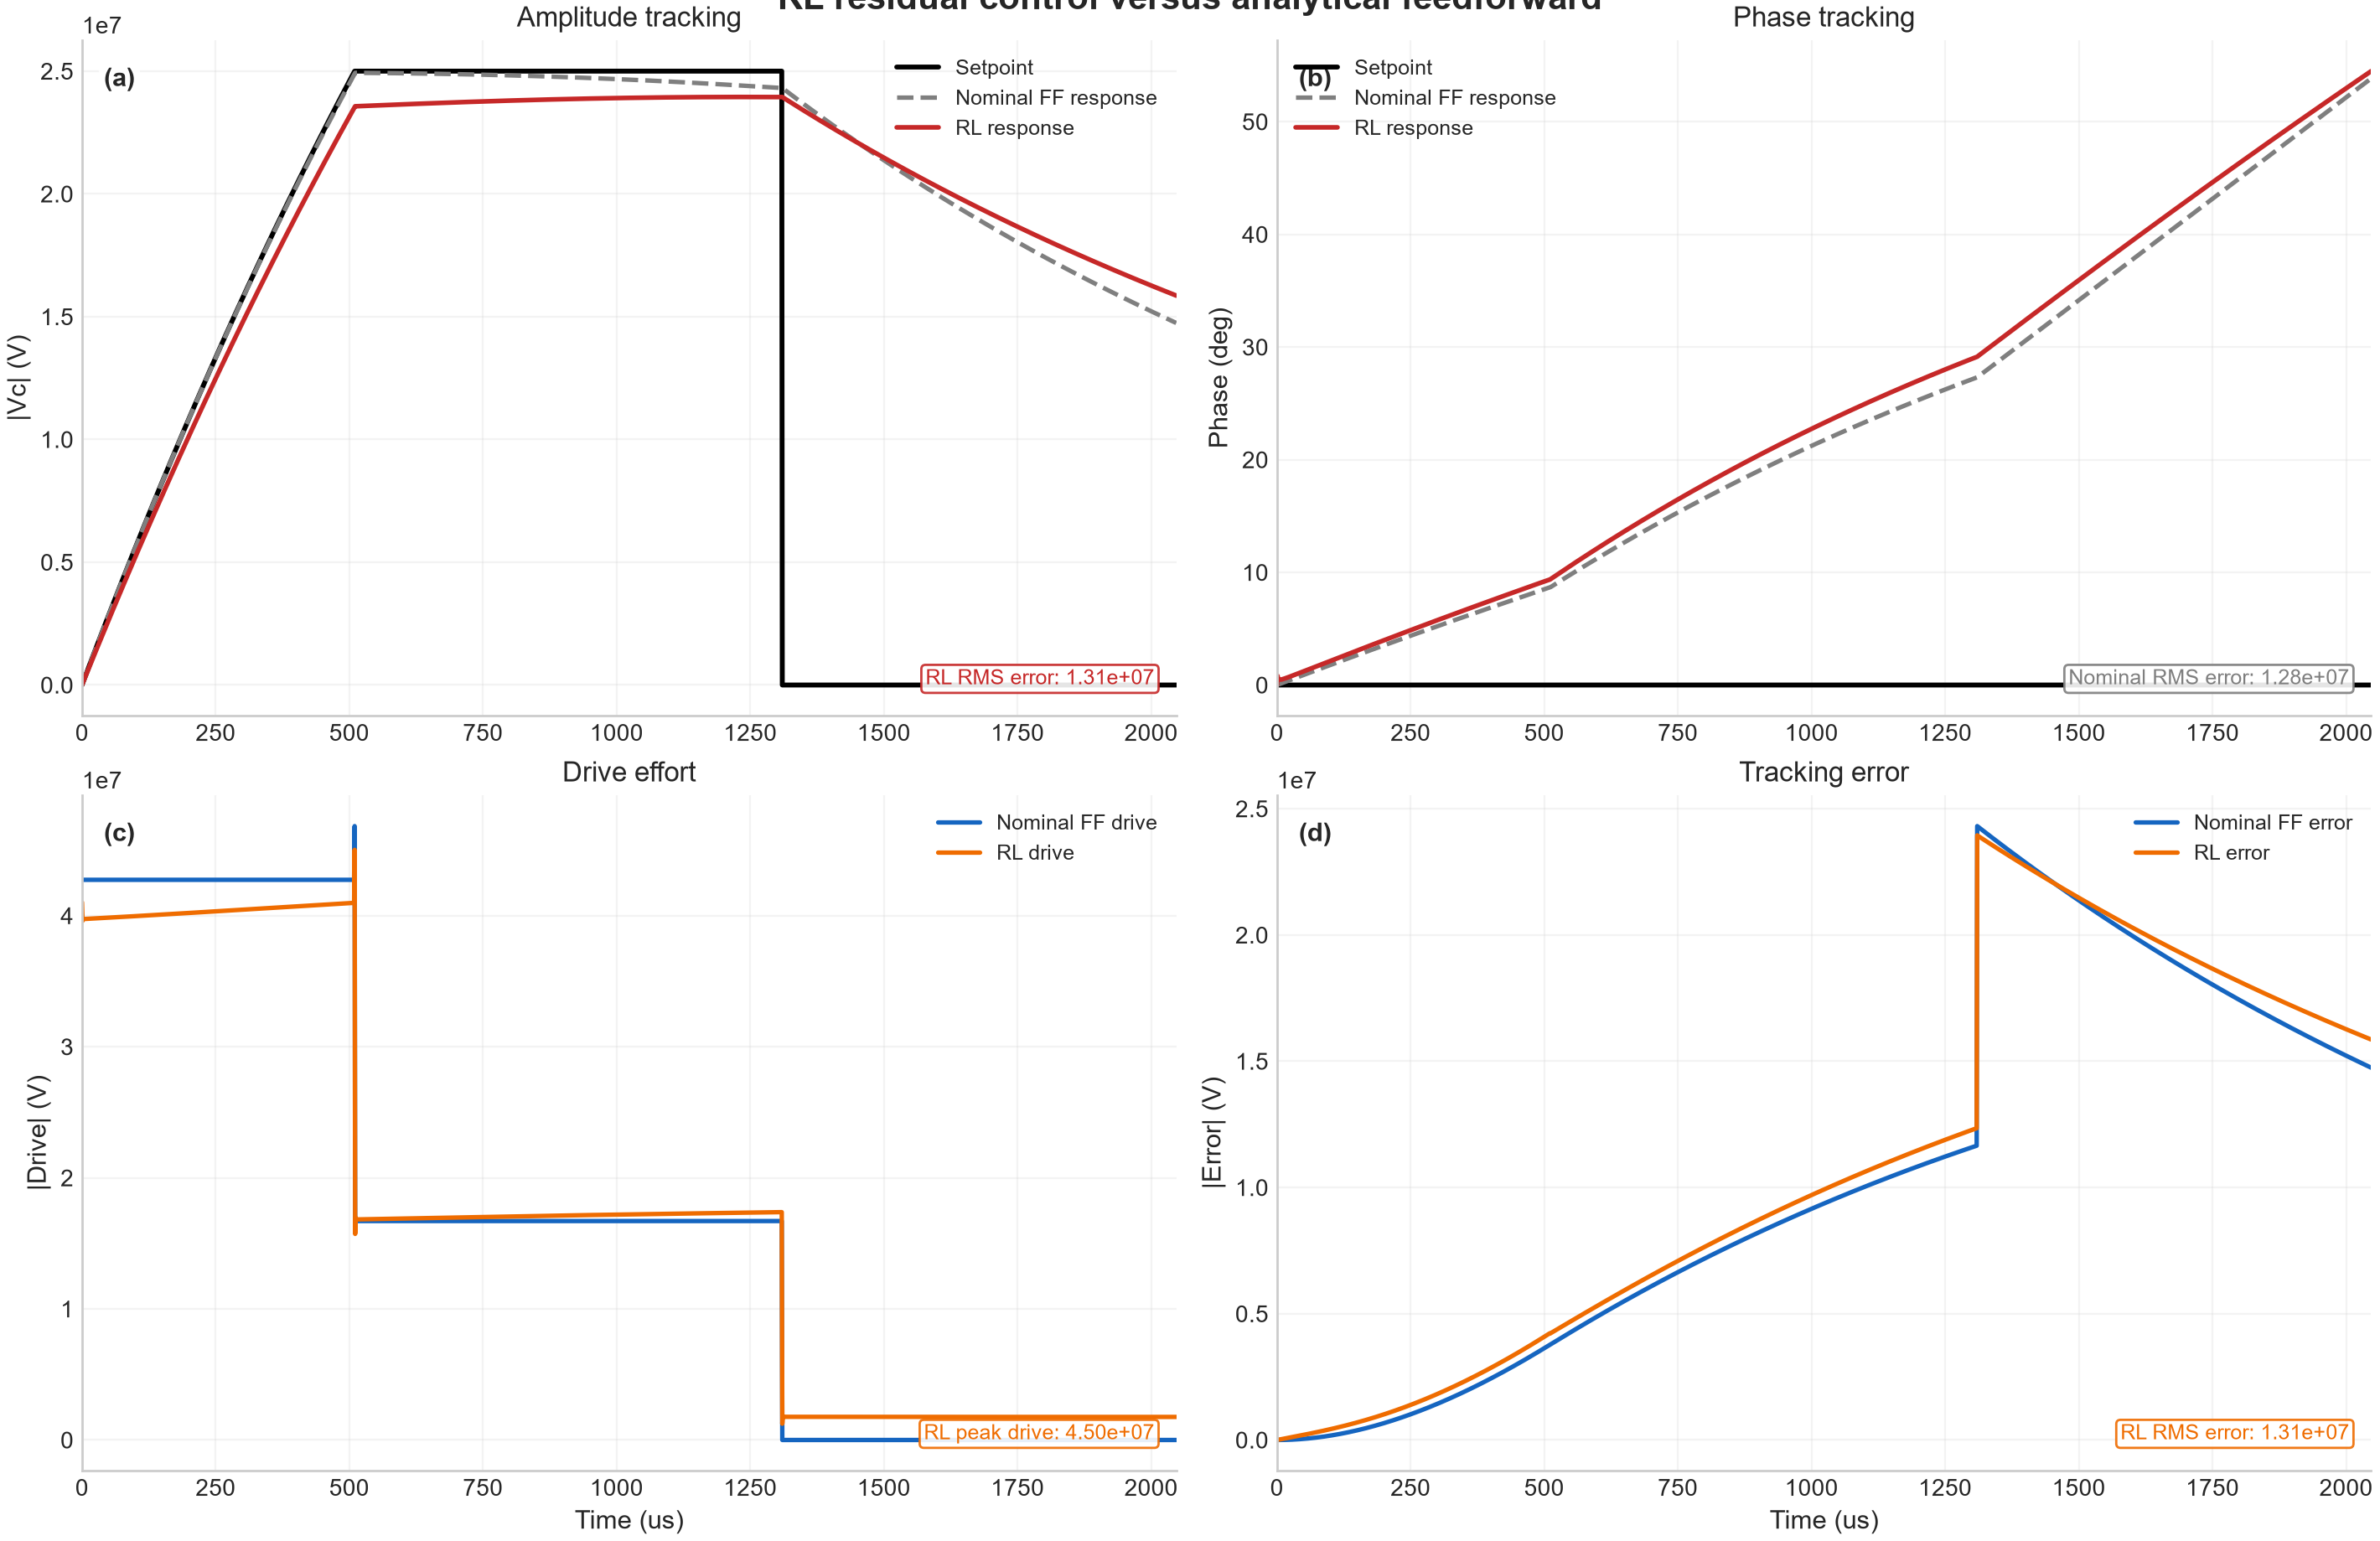 RL residual control versus analytical feedforward
Amplitude tracking
1e7
(a)
Setpoint
Nominal FF response
RL response
|Vc| (V)
2.5
2.0
1.5
1.0
0.5
0.0
RL RMS error: 1.31e+07
0 250 500 750 1000 1250 1500 1750 2000
Phase tracking
(b)
Setpoint
Nominal FF response
RL response
Phase (deg)
50
40
30
20
10
0
Nominal RMS error: 1.28e+07
0 250 500 750 1000 1250 1500 1750 2000
Drive effort
1e7
(c)
Nominal FF drive
RL drive
|Drive| (V)
4
3
2
1
0
RL peak drive: 4.50e+07
0 250 500 750 1000 1250 1500 1750 2000
Time (us)
Tracking error
1e7
(d)
Nominal FF error
RL error
|Error| (V)
2.5
2.0
1.5
1.0
0.5
0.0
RL RMS error: 1.31e+07
0 250 500 750 1000 1250 1500 1750 2000
Time (us)